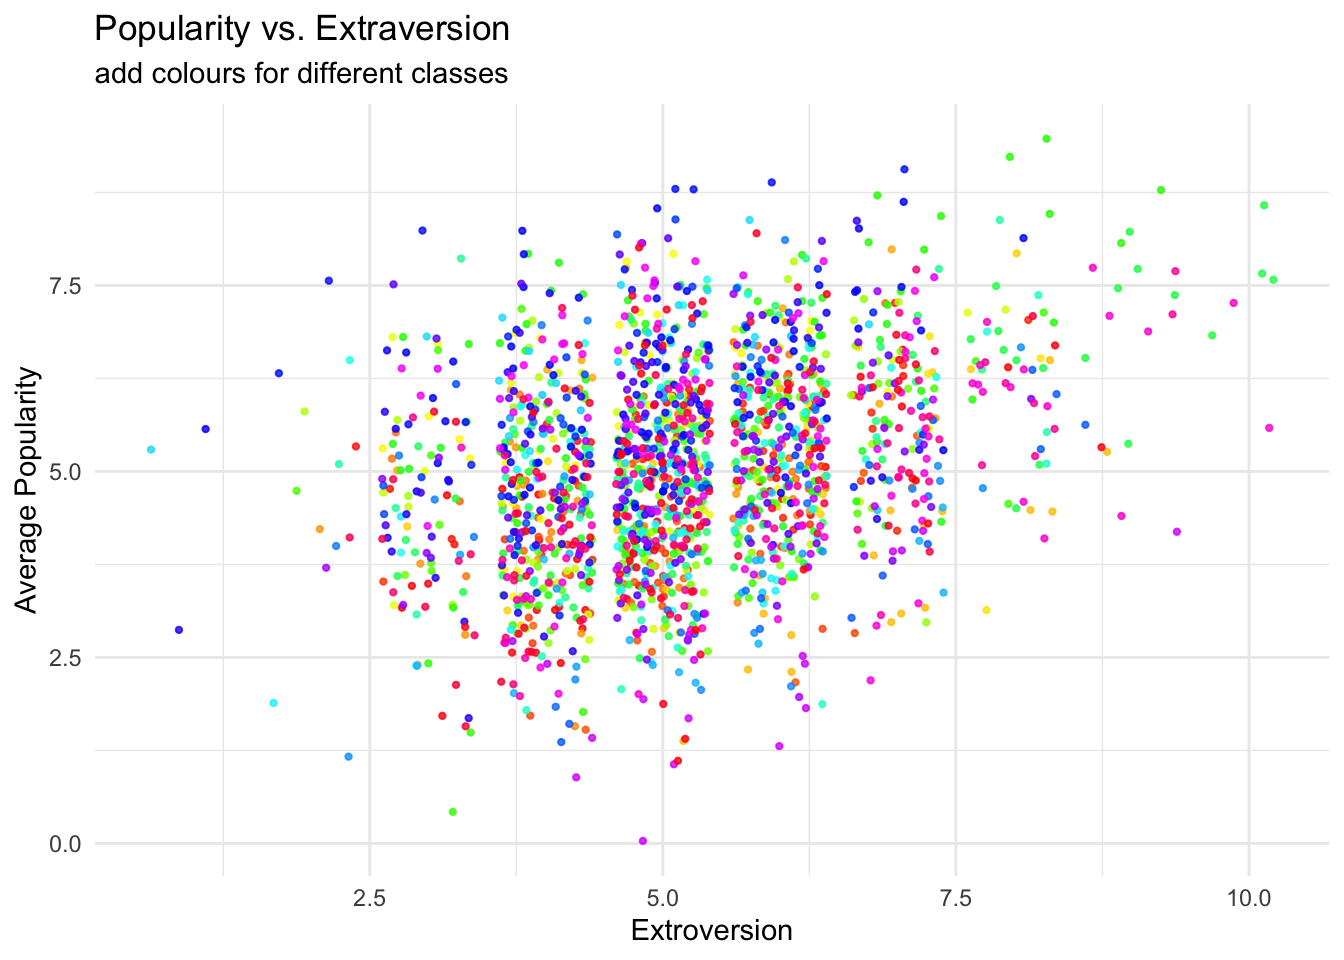 Popularity vs. Extraversion
add colours for different classes
Average Popularity
7.5
5.0
2.5
0.0
2.5
5.0
7.5
10.0
Extroversion